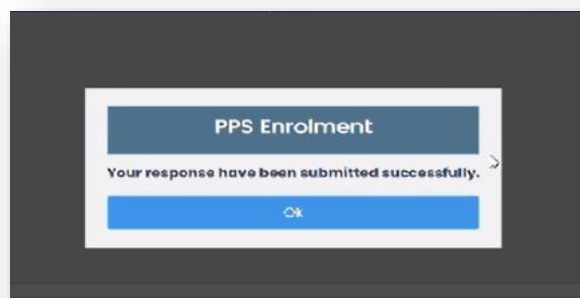 PPS Enrolment
Your response have been submitted successfully.
Ok